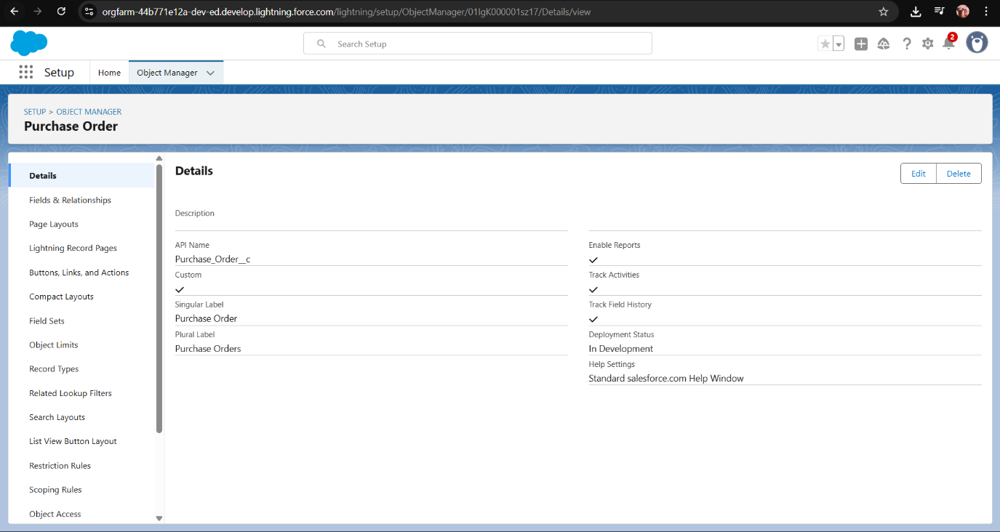 orgfarm-44b771e12a-dev-ed.develop.lightning.force.com/lightning/setup/ObjectManager/01IgK000001sz17/Details/view
Search Setup
2
Setup
Home
Object Manager
SETUP > OBJECT MANAGER
Purchase Order
Details
Fields & Relationships
Page Layouts
Lightning Record Pages
Buttons, Links, and Actions
Compact Layouts
Field Sets
Object Limits
Record Types
Related Lookup Filters
Search Layouts
List View Button Layout
Restriction Rules
Scoping Rules
Object Access
Details
Edit
Delete
Description
API Name
Purchase_Order__c
Custom
Singular Label
Purchase Order
Plural Label
Purchase Orders
Enable Reports
Track Activities
Track Field History
Deployment Status
In Development
Help Settings
Standard salesforce.com Help Window